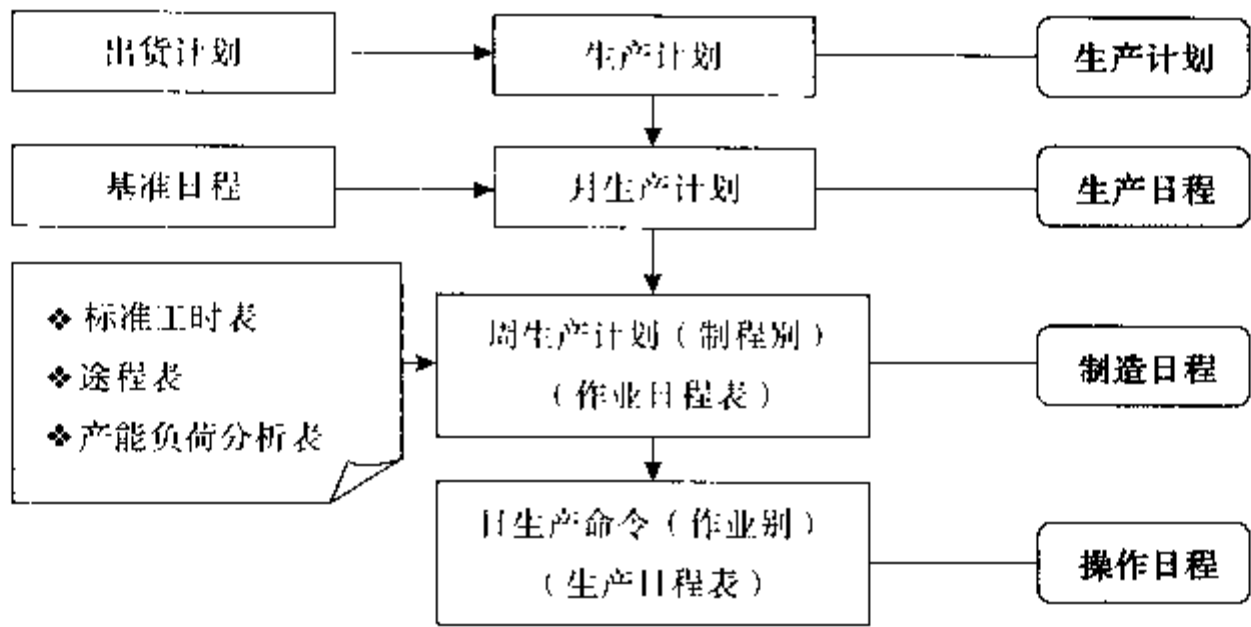 出货计划
生产计划
生产计划
基准日程
月生产计划
生产日程
❖ 标准工时表
❖ 途程表
❖ 产能负荷分析表
周生产计划（制程别）
（作业日程表）
制造日程
日生产命令（作业别）
（生产日程表）
操作日程